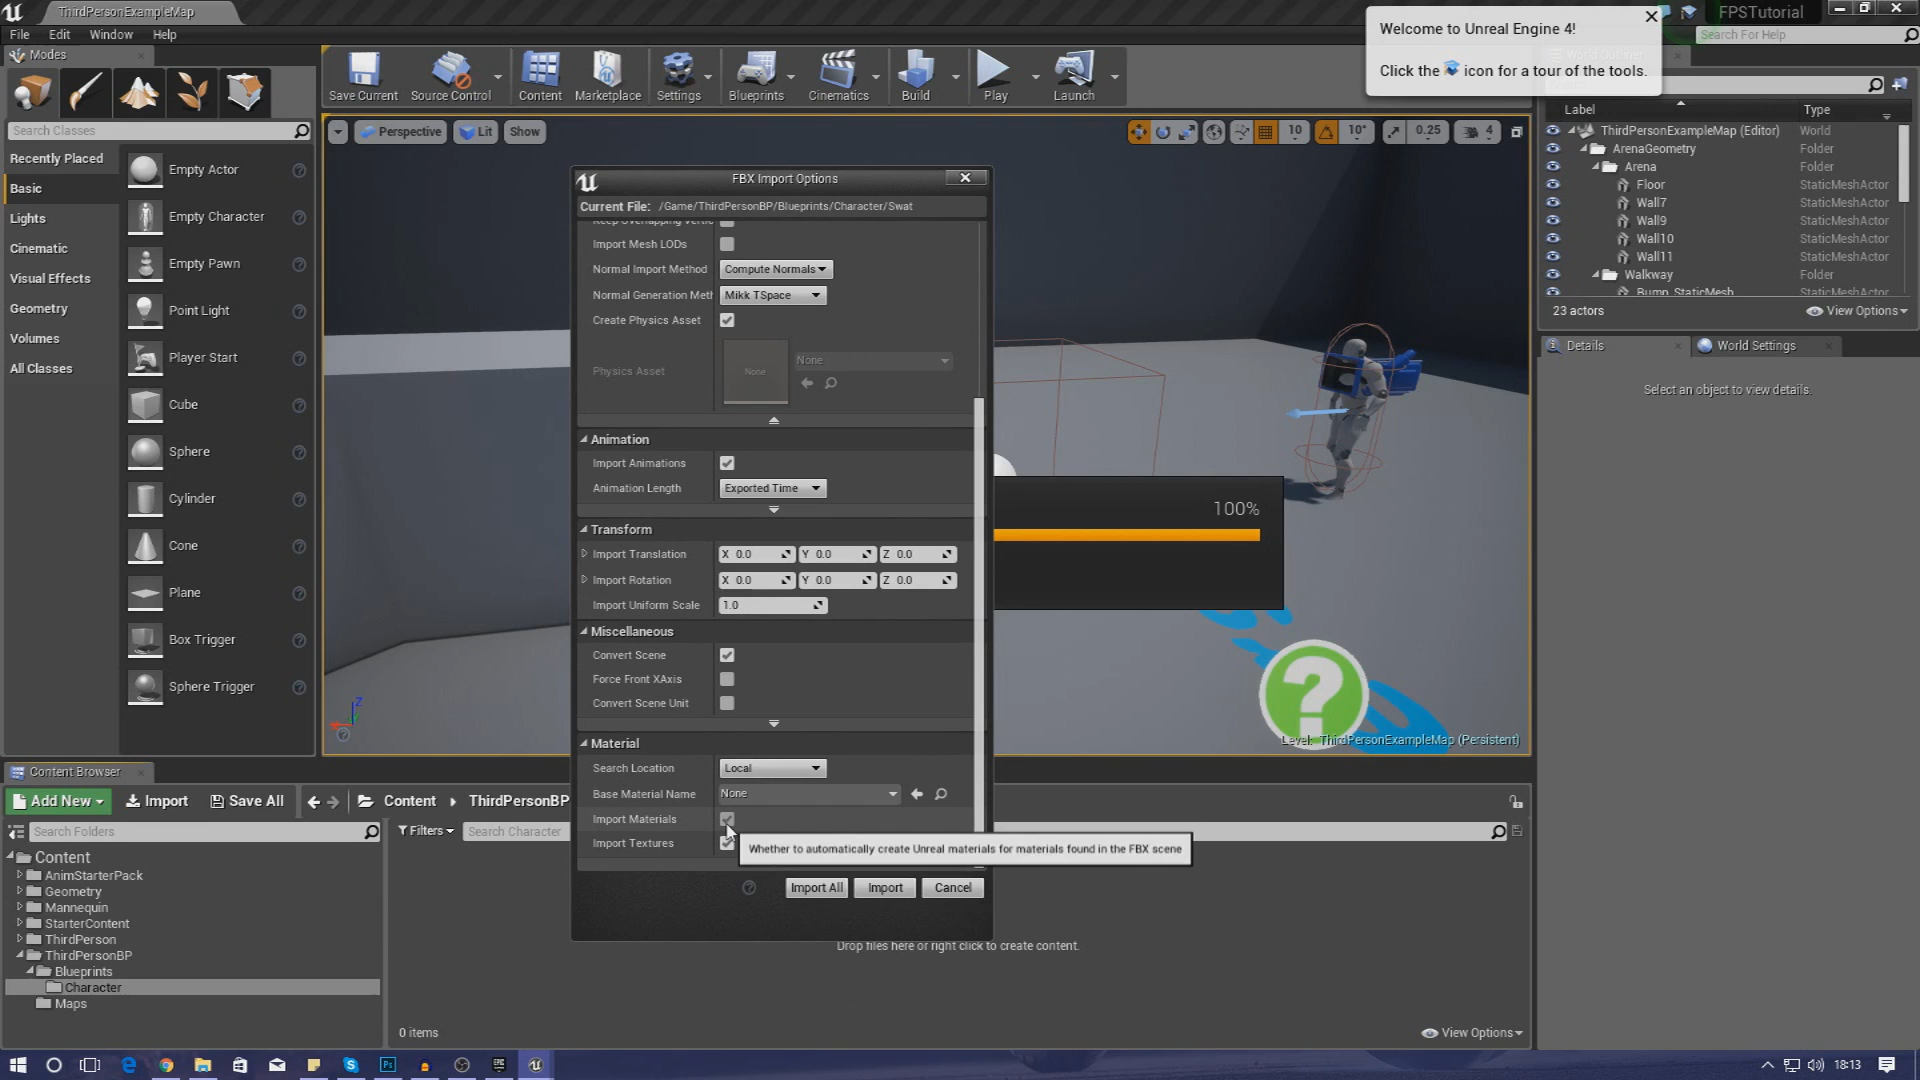 ThirdPersonExampleMap
FPSTutorial
File Edit Window Help
Search For Help
Welcome to Unreal Engine 4!
Click the icon for a tour of the tools.
Modes
Save Current
Source Control
Content
Marketplace
Settings
Blueprints
Cinematics
Build
Play
Launch
Search Classes
Recently Placed
Basic
Lights
Cinematic
Visual Effects
Geometry
Volumes
All Classes
Empty Actor
Empty Character
Empty Pawn
Point Light
Player Start
Cube
Sphere
Cylinder
Cone
Plane
Box Trigger
Sphere Trigger
Perspective Lit Show
10 10° 0.25 4
FBX Import Options
Current File: /Game/ThirdPersonBP/Blueprints/Character/Swat
Import Mesh LODs
Normal Import Method Compute Normals
Normal Generation Meth Mikk TSpace
Create Physics Asset
Physics Asset None None
Animation
Import Animations
Animation Length Exported Time
Transform
Import Translation X 0.0 Y 0.0 Z 0.0
Import Rotation X 0.0 Y 0.0 Z 0.0
Import Uniform Scale 1.0
Miscellaneous
Convert Scene
Force Front XAxis
Convert Scene Unit
Material
Search Location Local
Base Material Name None
Import Materials
Import Textures
Whether to automatically create Unreal materials for materials found in the FBX scene
Import All Import Cancel
100%
Level: ThirdPersonExampleMap (Persistent)
Label Type
ThirdPersonExampleMap (Editor) World
ArenaGeometry Folder
Arena Folder
Floor StaticMeshActor
Wall7 StaticMeshActor
Wall9 StaticMeshActor
Wall10 StaticMeshActor
Wall11 StaticMeshActor
Walkway Folder
Bump_StaticMesh StaticMeshActor
23 actors View Options
Details World Settings
Select an object to view details.
Content Browser
Add New Import Save All Content ThirdPersonBP
Search Folders
Filters Search Character
Content
AnimStarterPack
Geometry
Mannequin
StarterContent
ThirdPerson
ThirdPersonBP
Blueprints
Character
Maps
Drop files here or right click to create content.
0 items View Options
18:13